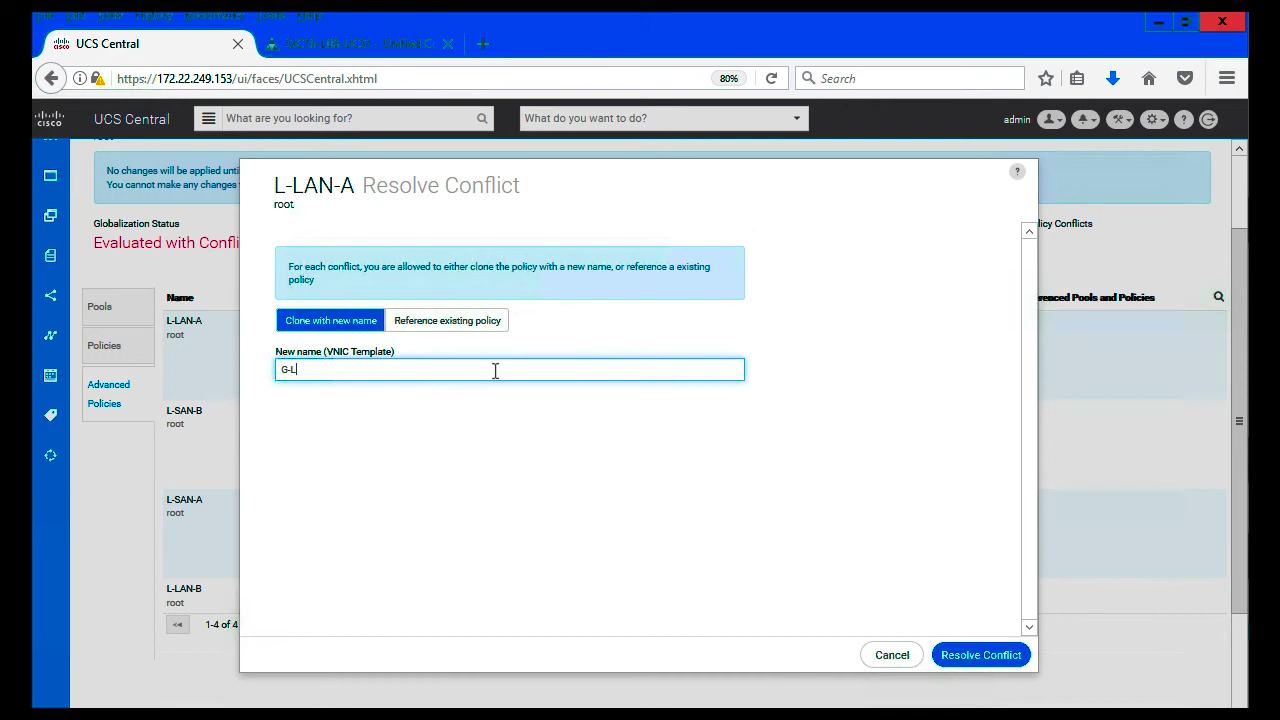 UCS Central
https://172.22.249.153/ui/faces/UCSCentral.xhtml
80%
Search
CISCO
UCS Central
What are you looking for?
What do you want to do?
admin
?
No changes will be applied until
You cannot make any changes
Globalization Status
Evaluated with Confli
licy Conflicts
Pools
Policies
Advanced
Policies
Name
renced Pools and Policies
L-LAN-A
root
L-SAN-B
root
L-SAN-A
root
L-LAN-B
root
1-4 of 4
L-LAN-A Resolve Conflict
root
?
For each conflict, you are allowed to either clone the policy with a new name, or reference a existing
policy
Clone with new name
Reference existing policy
New name (VNIC Template)
G-L
Cancel
Resolve Conflict